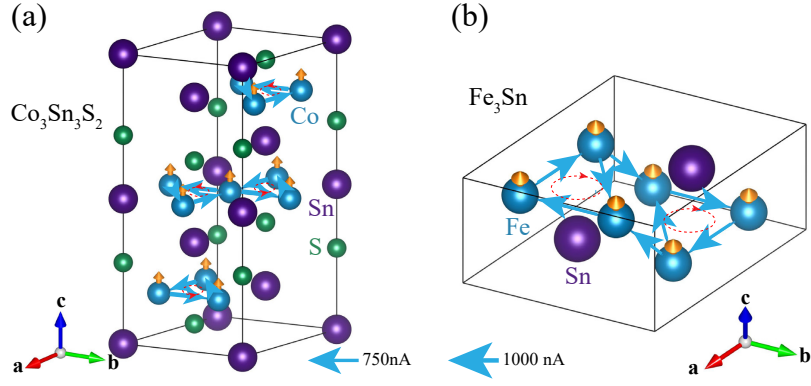 (a)
Co₃Sn₃S₂
Co
Sn
S
c
a
b
750nA
(b)
Fe₃Sn
Fe
Sn
c
a
b
1000 nA